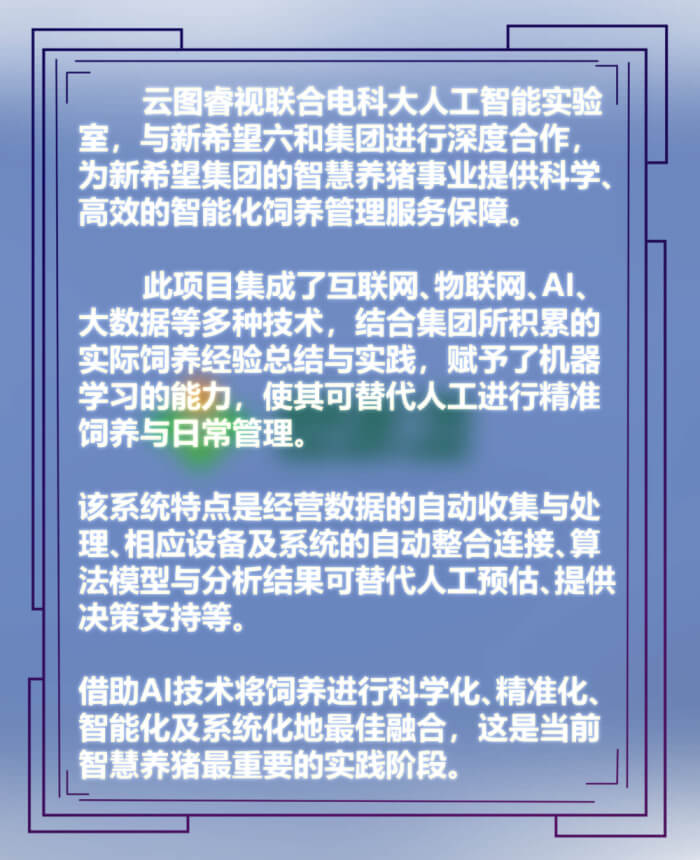 云图睿视联合电科大人工智能实验
室，与新希望六和集团进行深度合作，
为新希望集团的智慧养猪事业提供科学、
高效的智能化饲养管理服务保障。
此项目集成了互联网、物联网、AI、
大数据等多种技术，结合集团所积累的
实际饲养经验总结与实践，赋予了机器
学习的能力，使其可替代人工进行精准
饲养与日常管理。
该系统特点是经营数据的自动收集与处
理、相应设备及系统的自动整合连接、算
法模型与分析结果可替代人工预估、提供
决策支持等。
借助AI技术将饲养进行科学化、精准化、
智能化及系统化地最佳融合，这是当前
智慧养猪最重要的实践阶段。